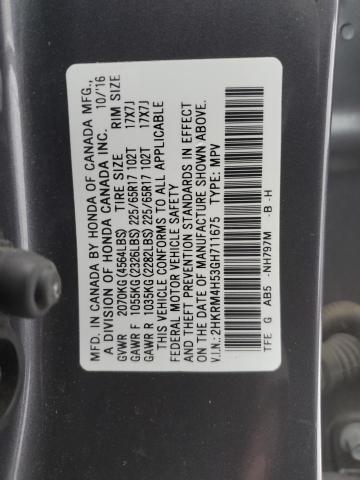 MFD. IN CANADA BY HONDA OF CANADA MFG.,
A DIVISION OF HONDA CANADA INC. 10/'16
TIRE SIZE RIM SIZE
GVWR 2070KG (4564LBS)
GAWR F 1055KG(2326LBS) 225/65R17 102T 17X7J
GAWR R 1035KG(2282LBS) 225/65R17 102T 17X7J
THIS VEHICLE CONFORMS TO ALL APPLICABLE
FEDERAL MOTOR VEHICLE SAFETY
AND THEFT PREVENTION STANDARDS IN EFFECT
ON THE DATE OF MANUFACTURE SHOWN ABOVE.
V.I.N.: 2HKRM4H53GH711675 TYPE: MPV
TFE G AB5 -NH797M -B -H